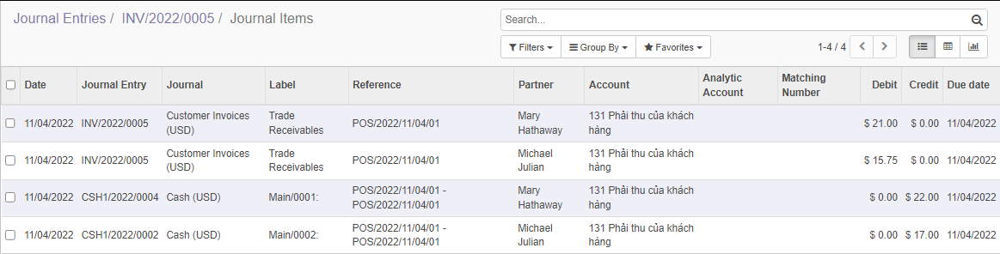 Journal Entries / INV/2022/0005 / Journal Items
Search...
Filters Group By Favorites 1-4 / 4
Date Journal Entry Journal Label Reference Partner Account Analytic Account Matching Number Debit Credit Due date
11/04/2022 INV/2022/0005 Customer Invoices (USD) Trade Receivables POS/2022/11/04/01 Mary Hathaway 131 Phải thu của khách hàng $ 21.00 $ 0.00 11/04/2022
11/04/2022 INV/2022/0005 Customer Invoices (USD) Trade Receivables POS/2022/11/04/01 Michael Julian 131 Phải thu của khách hàng $ 15.75 $ 0.00 11/04/2022
11/04/2022 CSH1/2022/0004 Cash (USD) Main/0001: POS/2022/11/04/01 - POS/2022/11/04/01 Mary Hathaway 131 Phải thu của khách hàng $ 0.00 $ 22.00 11/04/2022
11/04/2022 CSH1/2022/0002 Cash (USD) Main/0002: POS/2022/11/04/01 - POS/2022/11/04/01 Michael Julian 131 Phải thu của khách hàng $ 0.00 $ 17.00 11/04/2022